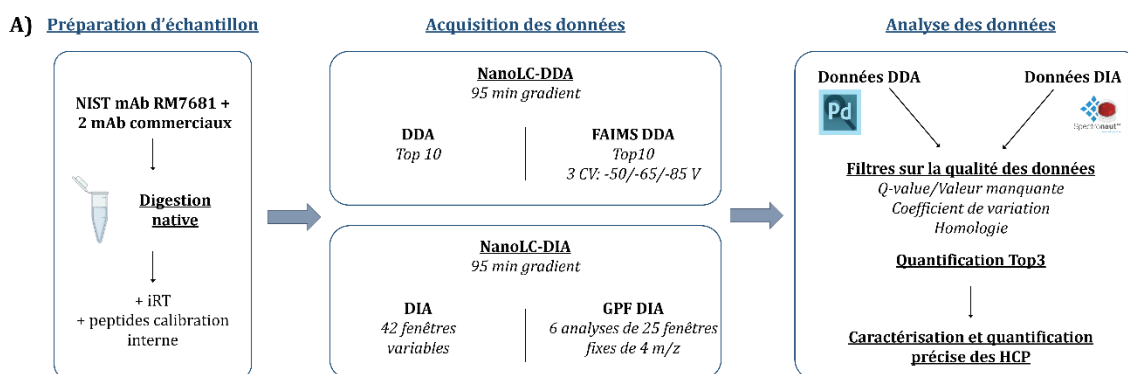 A)
Préparation d'échantillon
NIST mAb RM7681 +
2 mAb commerciaux
Digestion
native
+ iRT
+ peptides calibration
interne
Acquisition des données
NanoLC-DDA
95 min gradient
DDA
Top 10
FAIMS DDA
Top10
3 CV: -50/-65/-85 V
NanoLC-DIA
95 min gradient
DIA
42 fenêtres
variables
GPF DIA
6 analyses de 25 fenêtres
fixes de 4 m/z
Analyse des données
Données DDA
Données DIA
Pd
Spectronaut™
Filtres sur la qualité des données
Q-value/Valeur manquante
Coefficient de variation
Homologie
Quantification Top3
Caractérisation et quantification
précise des HCP